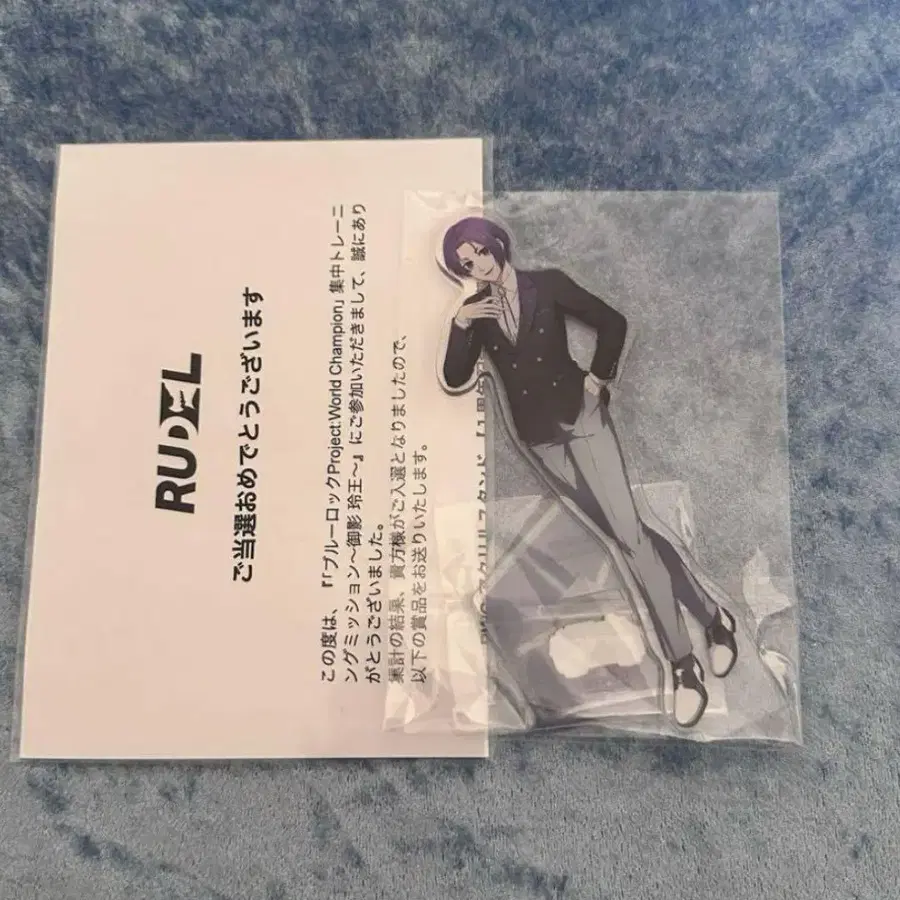 RUDEL
ご当選おめでとうございます
この度は、『「ブルーロックProject:World Champion」集中トレーニ
ングミッション～御影 玲王～』にご参加いただきまして、誠にあり
がとうございました。
集計の結果、貴方様がご入選となりましたので、
以下の賞品をお送りいたします。